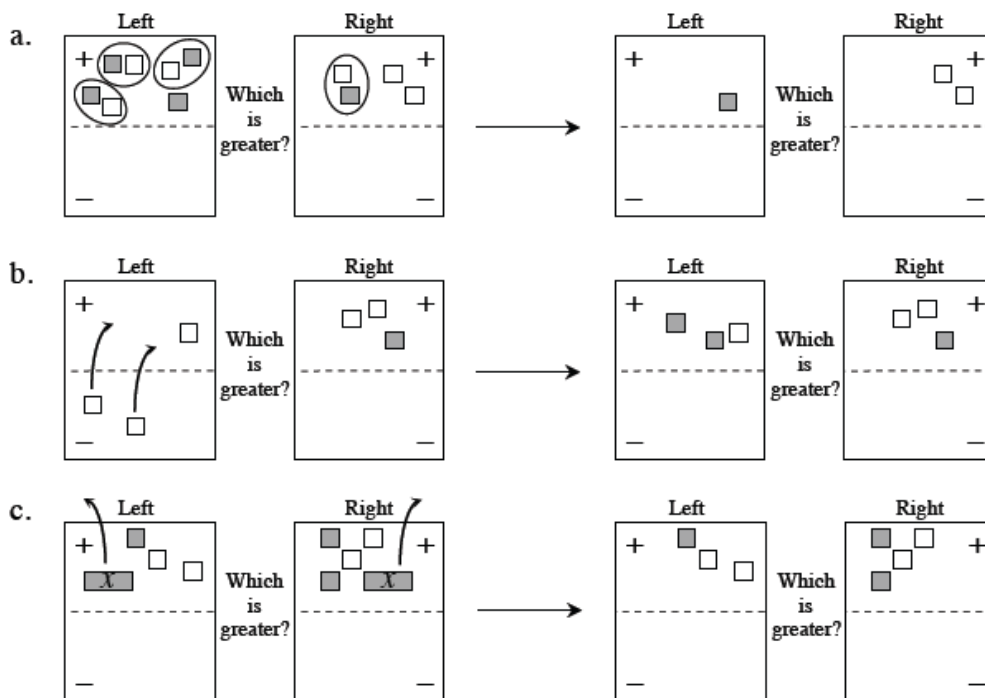 a.
Left Right Left Right
+ Which is greater? + + Which is greater? +
– – – –
b.
Left Right Left Right
+ Which is greater? + + Which is greater? +
– – – –
c.
Left Right Left Right
+ x Which is greater? x + + Which is greater? +
– – – –